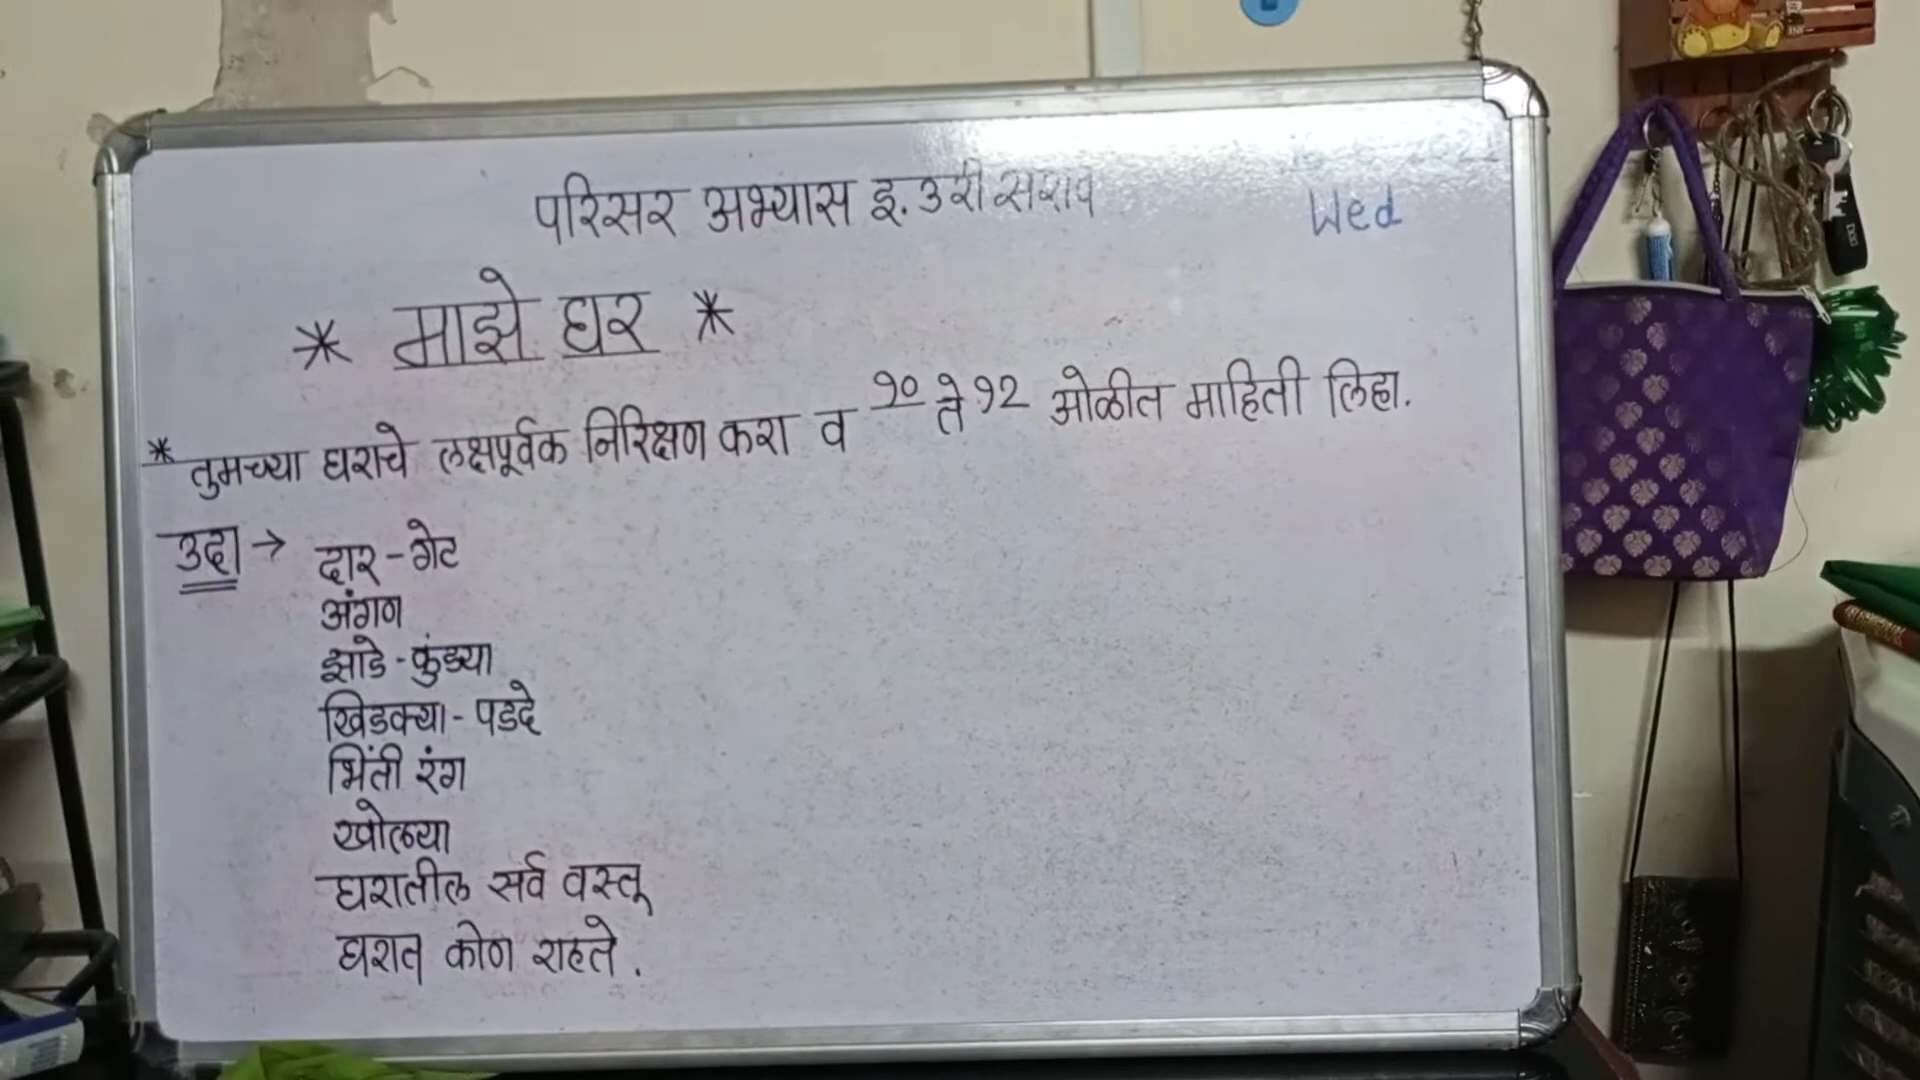 परिसर अभ्यास इ. ३री सराव
Wed
* माझे घर *
* तुमच्या घराचे लक्षपूर्वक निरिक्षण करा व १० ते १२ ओळीत माहिती लिहा.
उदा → दार - गेट
अंगण
झाडे - कुंड्या
खिडक्या - पडदे
भिंती रंग
खोल्या
घरातील सर्व वस्तू
घरात कोण राहते.